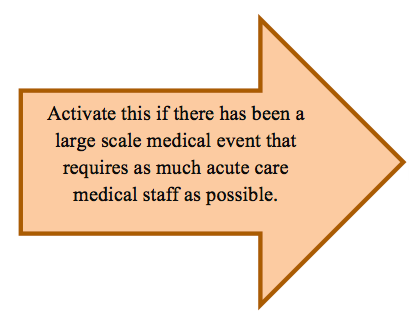 Activate this if there has been a
large scale medical event that
requires as much acute care
medical staff as possible.